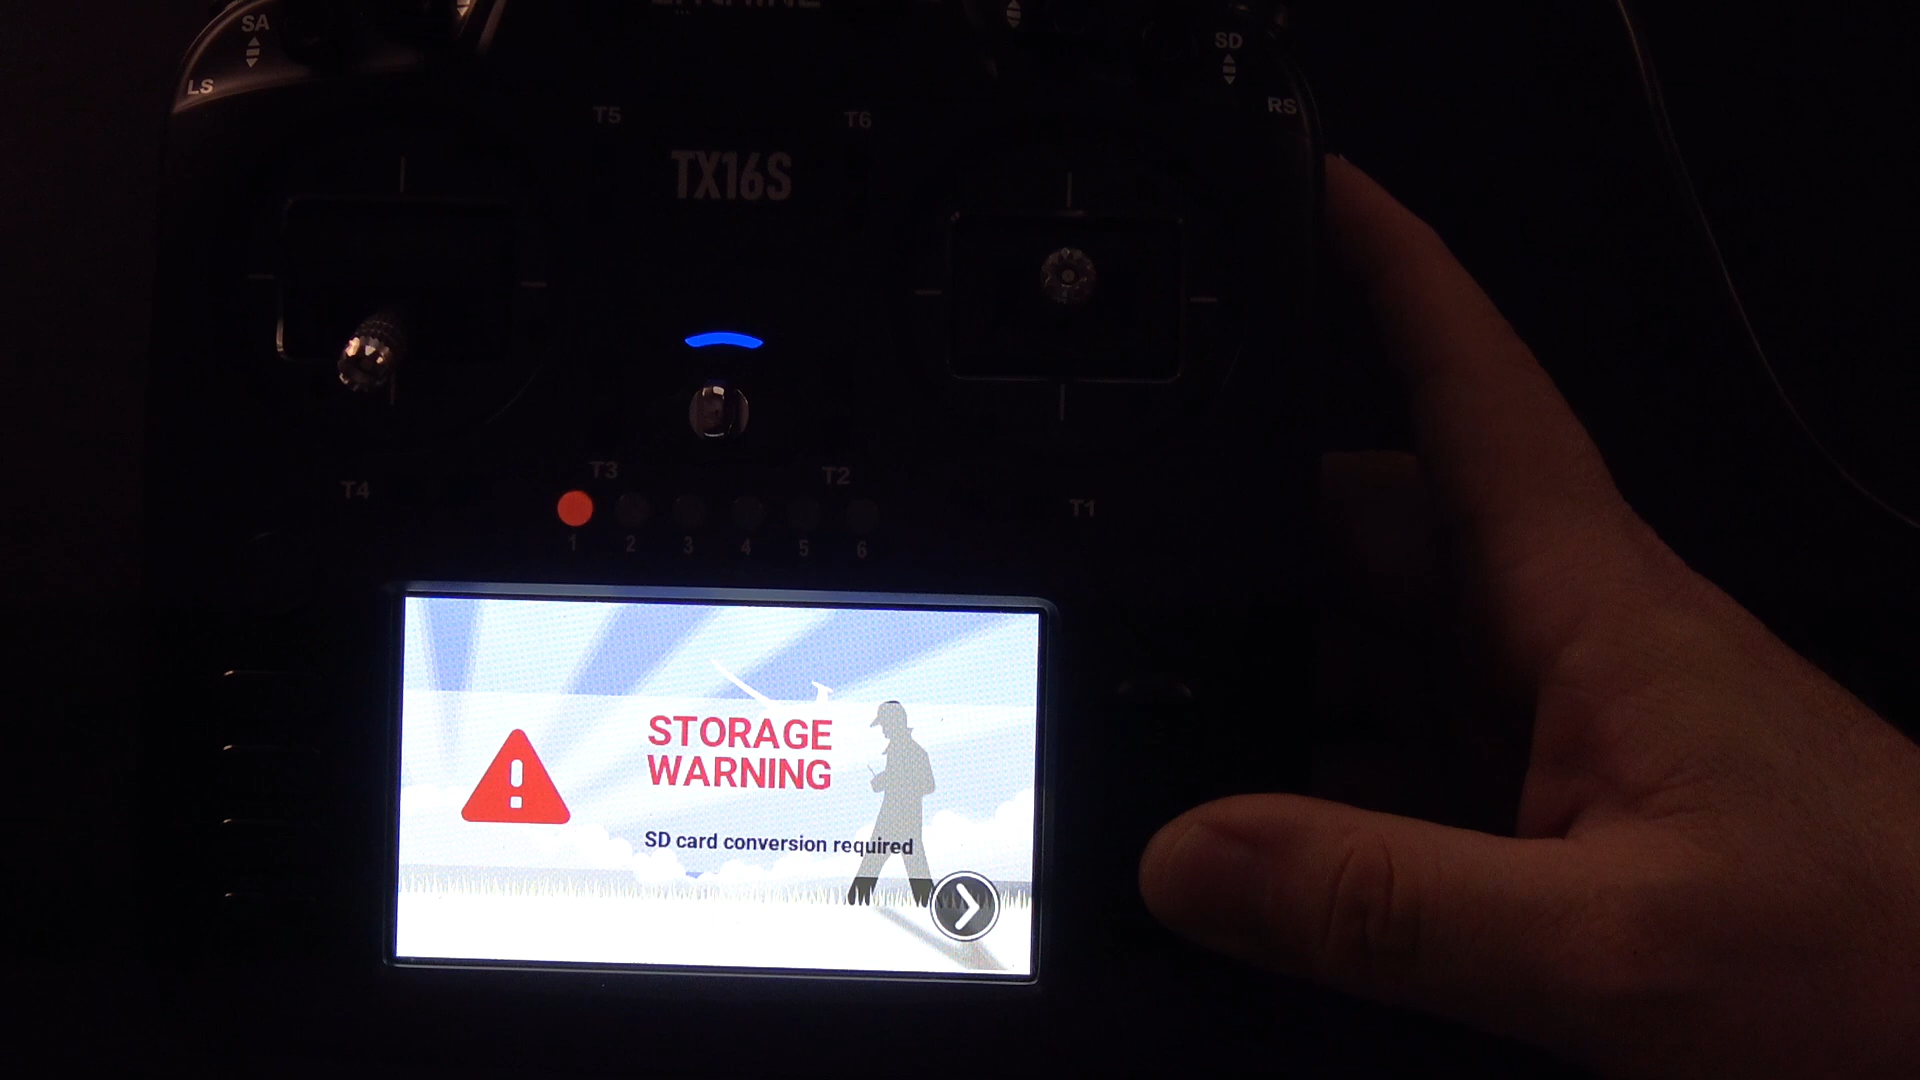 SA
SD
LS
RS
T5
T6
TX16S
T3
T2
T4
T1
1 2 3 4 5 6
STORAGE
WARNING
SD card conversion required